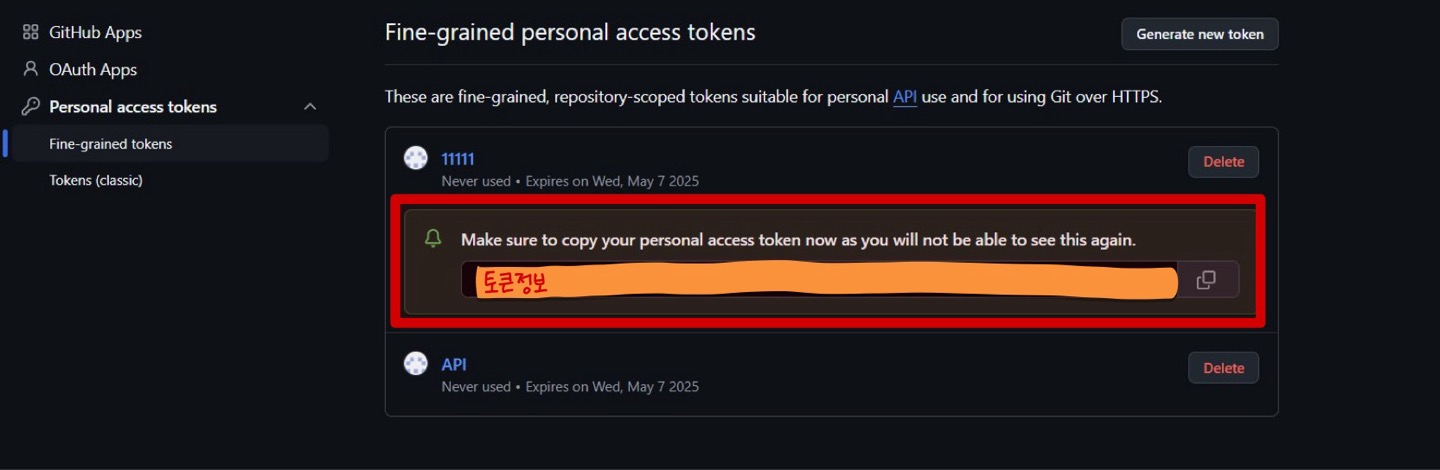 GitHub Apps
OAuth Apps
Personal access tokens
Fine-grained tokens
Tokens (classic)
Fine-grained personal access tokens
Generate new token
These are fine-grained, repository-scoped tokens suitable for personal API use and for using Git over HTTPS.
11111
Delete
Never used • Expires on Wed, May 7 2025
Make sure to copy your personal access token now as you will not be able to see this again.
토큰정보
API
Delete
Never used • Expires on Wed, May 7 2025